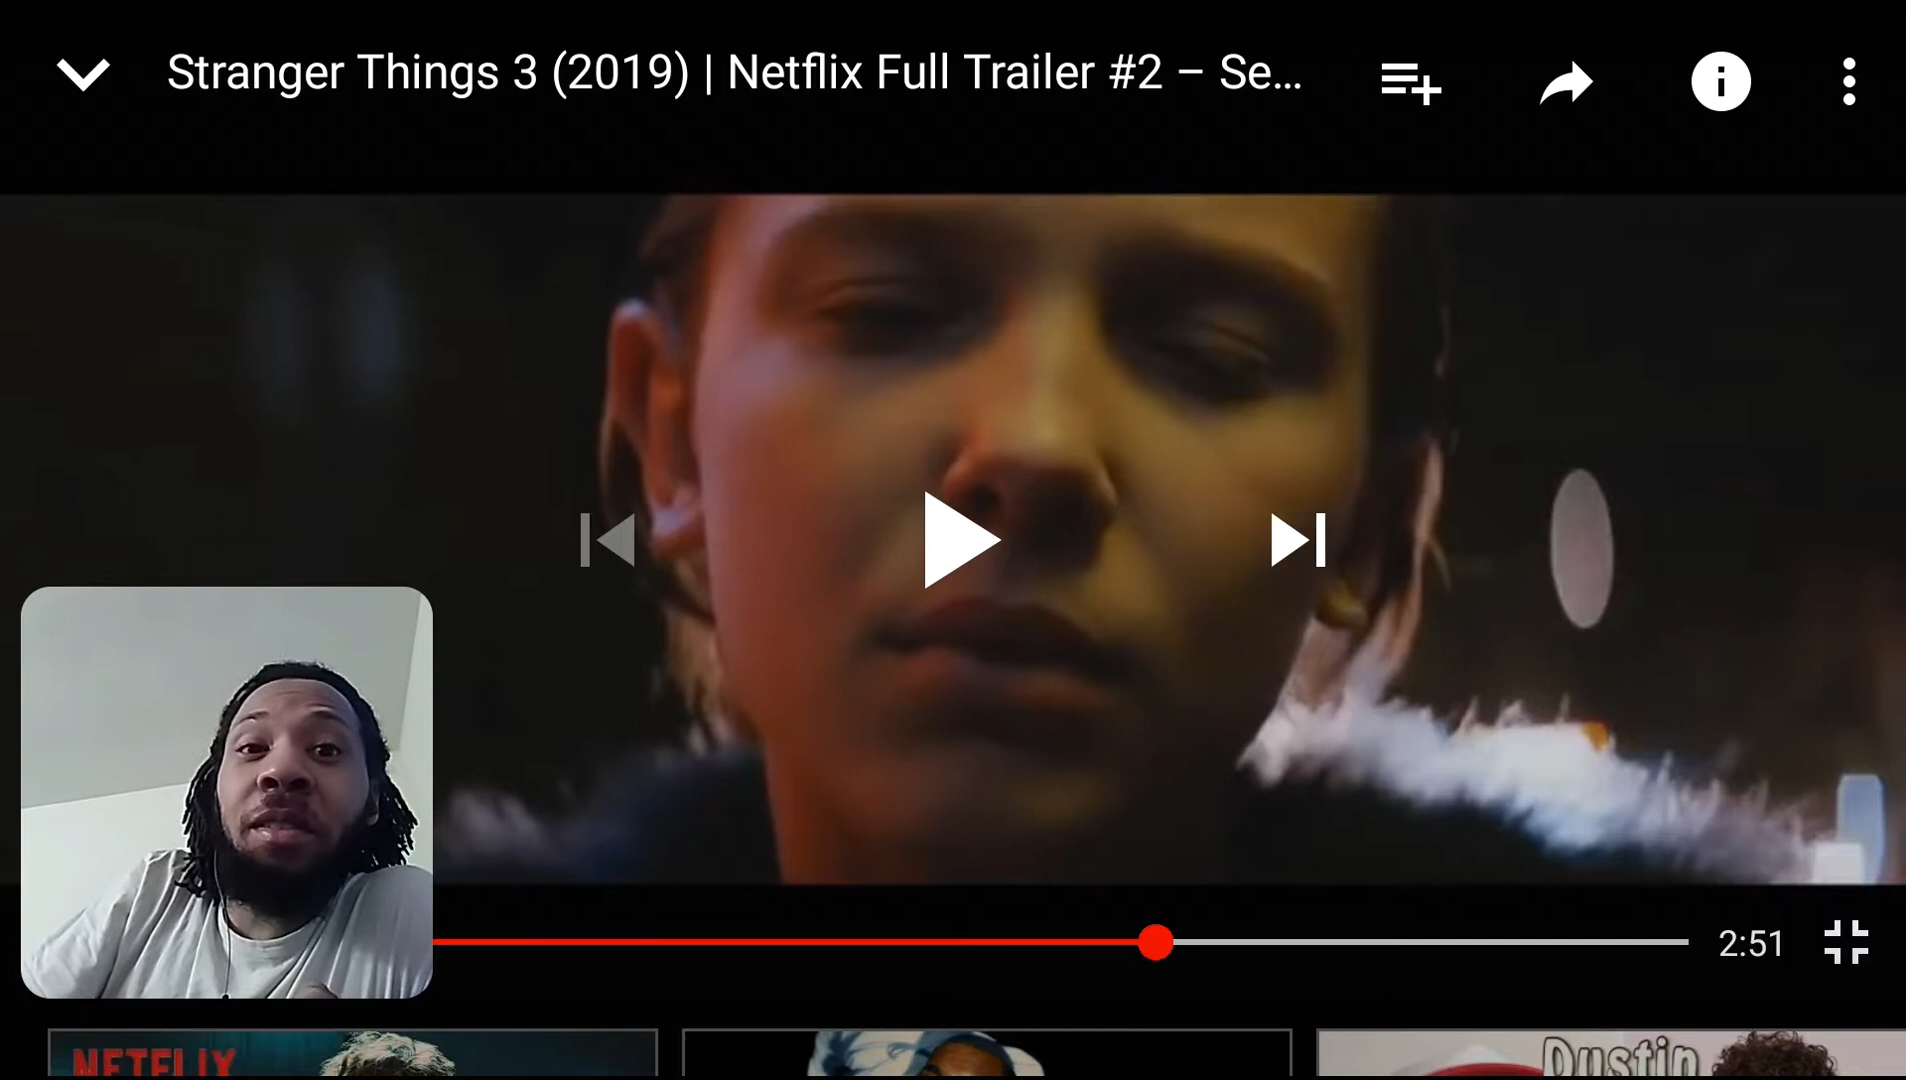 Stranger Things 3 (2019) | Netflix Full Trailer #2 – Se...
2:51
NETFLIX
Dustin